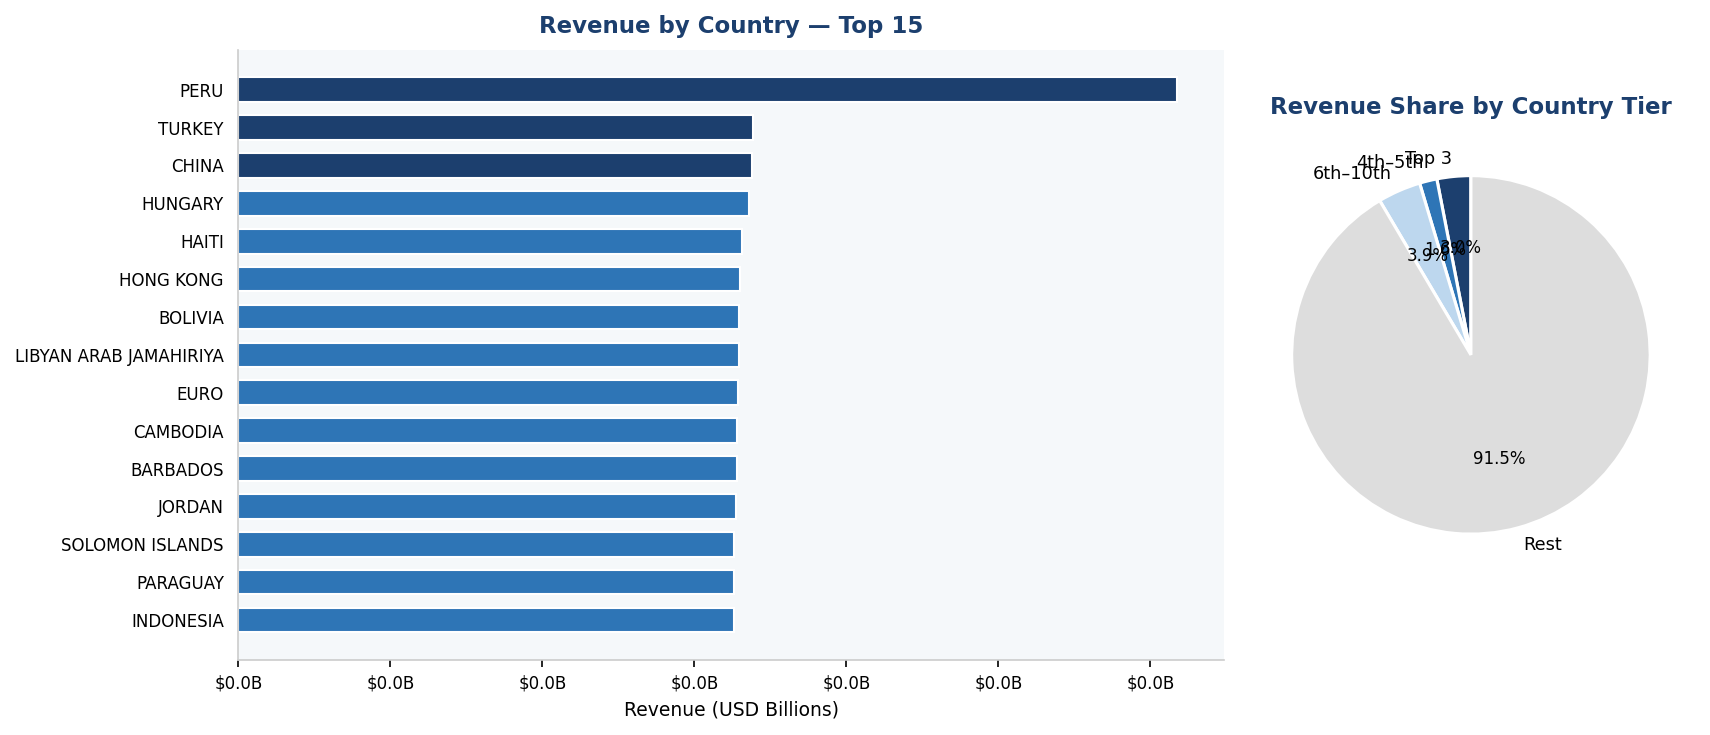 Revenue by Country — Top 15
PERU
TURKEY
CHINA
HUNGARY
HAITI
HONG KONG
BOLIVIA
LIBYAN ARAB JAMAHIRIYA
EURO
CAMBODIA
BARBADOS
JORDAN
SOLOMON ISLANDS
PARAGUAY
INDONESIA
$0.0B $0.0B $0.0B $0.0B $0.0B $0.0B $0.0B
Revenue (USD Billions)
Revenue Share by Country Tier
Top 3
4th–5th
6th–10th
3.9%
3.0%
91.5%
Rest